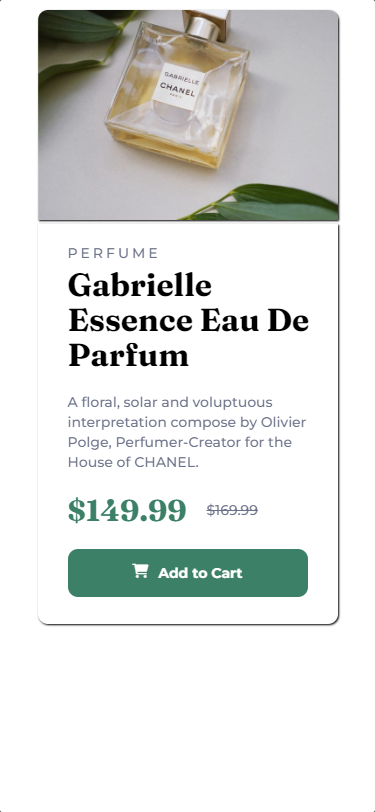 GABRIELLE
CHANEL
PARIS
PERFUME
Gabrielle
Essence Eau De
Parfum
A floral, solar and voluptuous
interpretation compose by Olivier
Polge, Perfumer-Creator for the
House of CHANEL.
$149.99 $169.99
Add to Cart